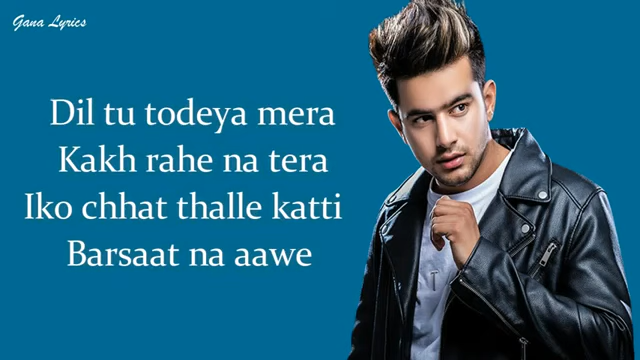 Gana Lyrics
Dil tu todeya mera
Kakh rahe na tera
Iko chhat thalle katti
Barsaat na aawe